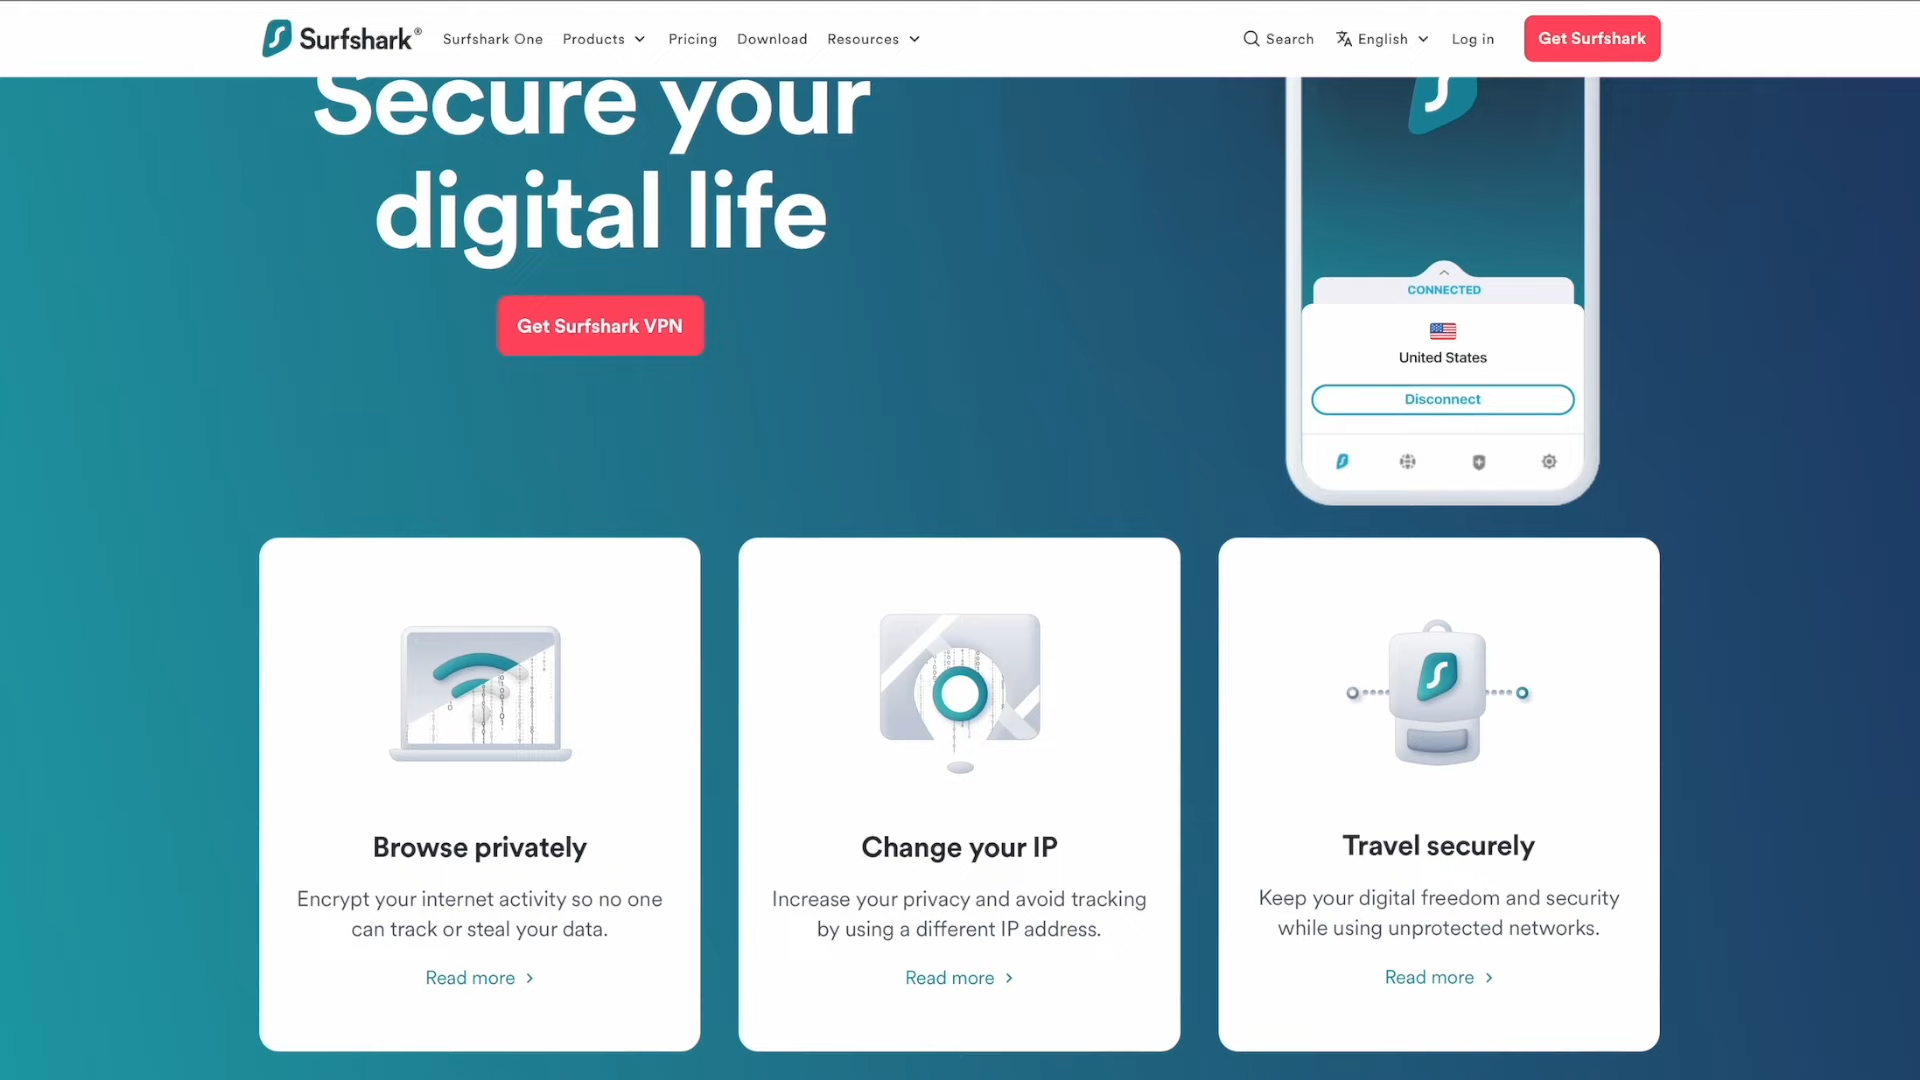 Surfshark®
Surfshark One
Products
Pricing
Download
Resources
Search
English
Log in
Get Surfshark
Secure your
digital life
Get Surfshark VPN
CONNECTED
United States
Disconnect
Browse privately
Encrypt your internet activity so no one
can track or steal your data.
Read more
Change your IP
Increase your privacy and avoid tracking
by using a different IP address.
Read more
Travel securely
Keep your digital freedom and security
while using unprotected networks.
Read more